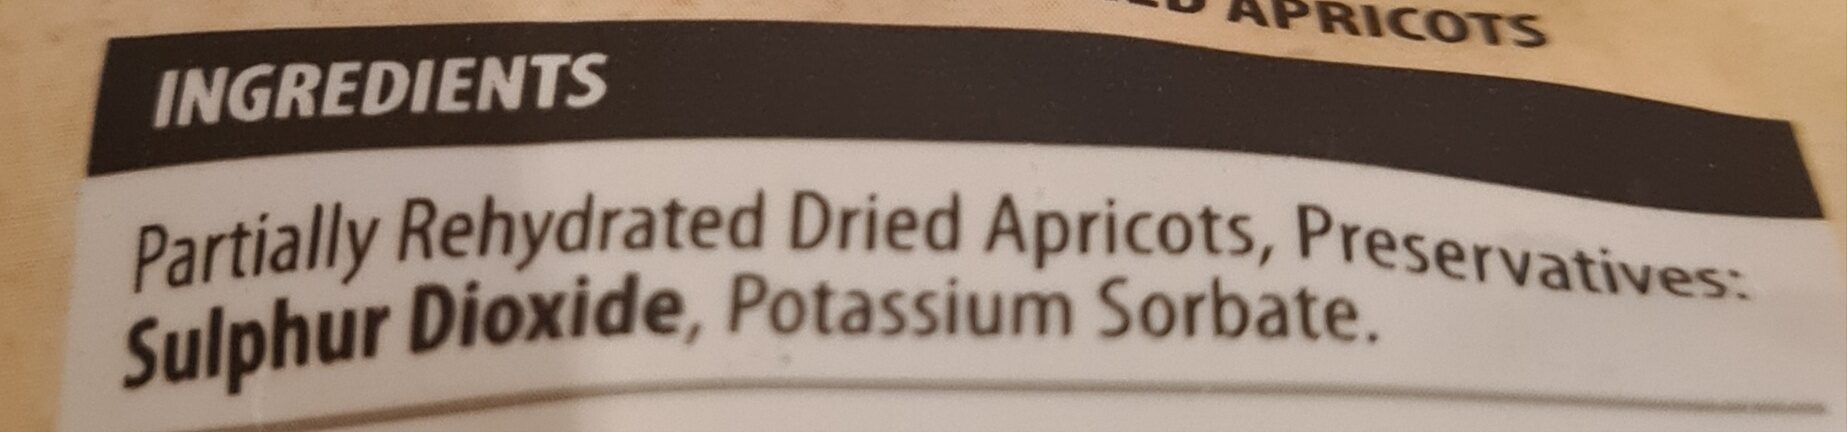 APRICOTS
INGREDIENTS
Partially Rehydrated Dried Apricots, Preservatives:
Sulphur Dioxide, Potassium Sorbate.